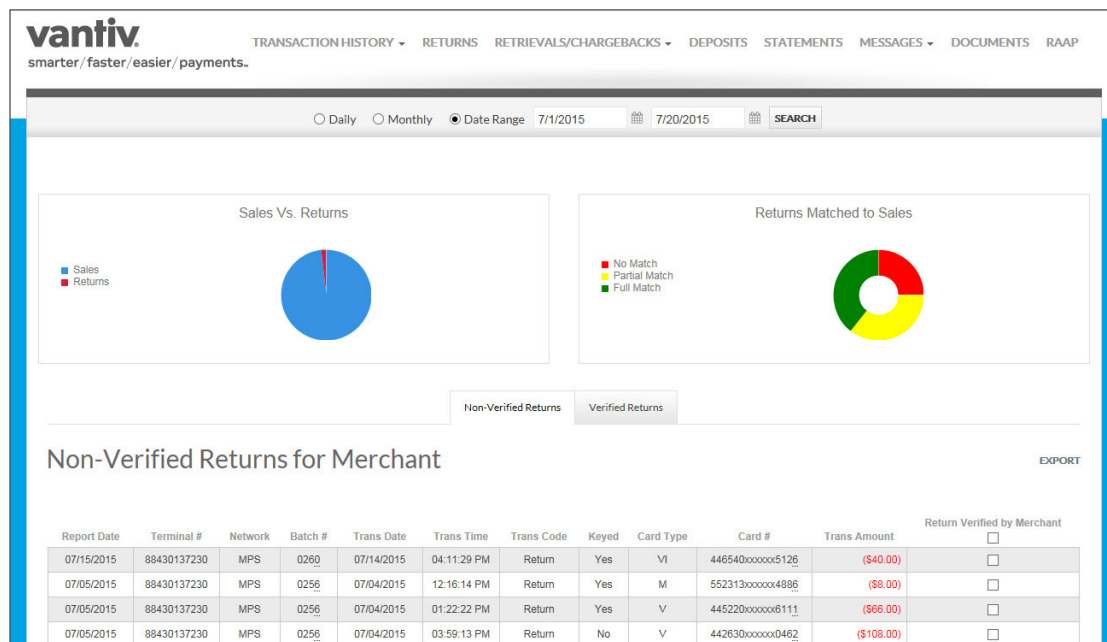 vantiv.
smarter/faster/easier/payments™
TRANSACTION HISTORY RETURNS RETRIEVALS/CHARGEBACKS DEPOSITS STATEMENTS MESSAGES DOCUMENTS RAAP
Daily Monthly Date Range 7/1/2015 7/20/2015 SEARCH
Sales Vs. Returns
Sales
Returns
Returns Matched to Sales
No Match
Partial Match
Full Match
Non-Verified Returns Verified Returns
Non-Verified Returns for Merchant
EXPORT
Report Date Terminal # Network Batch # Trans Date Trans Time Trans Code Keyed Card Type Card # Trans Amount Return Verified by Merchant
07/15/2015 88430137230 MPS 0260 07/14/2015 04:11:29 PM Return Yes VI 446540xxxxxx5126 ($40.00)
07/05/2015 88430137230 MPS 0256 07/04/2015 12:16:14 PM Return Yes M 552313xxxxxx4886 ($8.00)
07/05/2015 88430137230 MPS 0256 07/04/2015 01:22:22 PM Return Yes V 445220xxxxxx6111 ($66.00)
07/05/2015 88430137230 MPS 0256 07/04/2015 03:59:13 PM Return No V 442630xxxxxx0462 ($108.00)